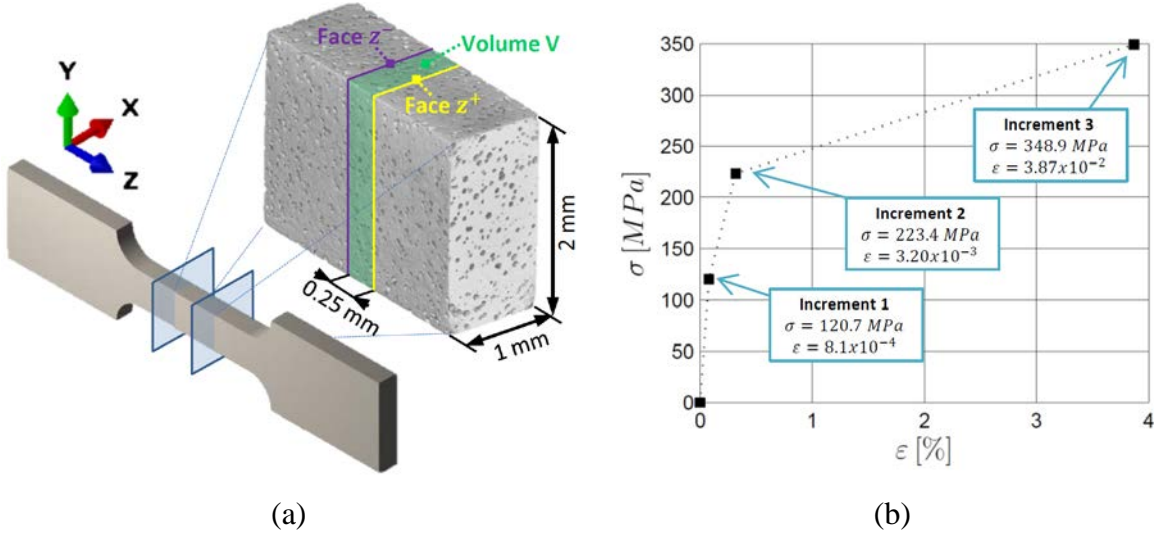 Face z⁻
Volume V
Face z⁺
Y
X
Z
2 mm
0.25 mm
1 mm
(a)
350
300
250
200
150
100
50
0
σ [MPa]
Increment 3
σ = 348.9 MPa
ε = 3.87x10⁻²
Increment 2
σ = 223.4 MPa
ε = 3.20x10⁻³
Increment 1
σ = 120.7 MPa
ε = 8.1x10⁻⁴
0 1 2 3 4
ε [%]
(b)